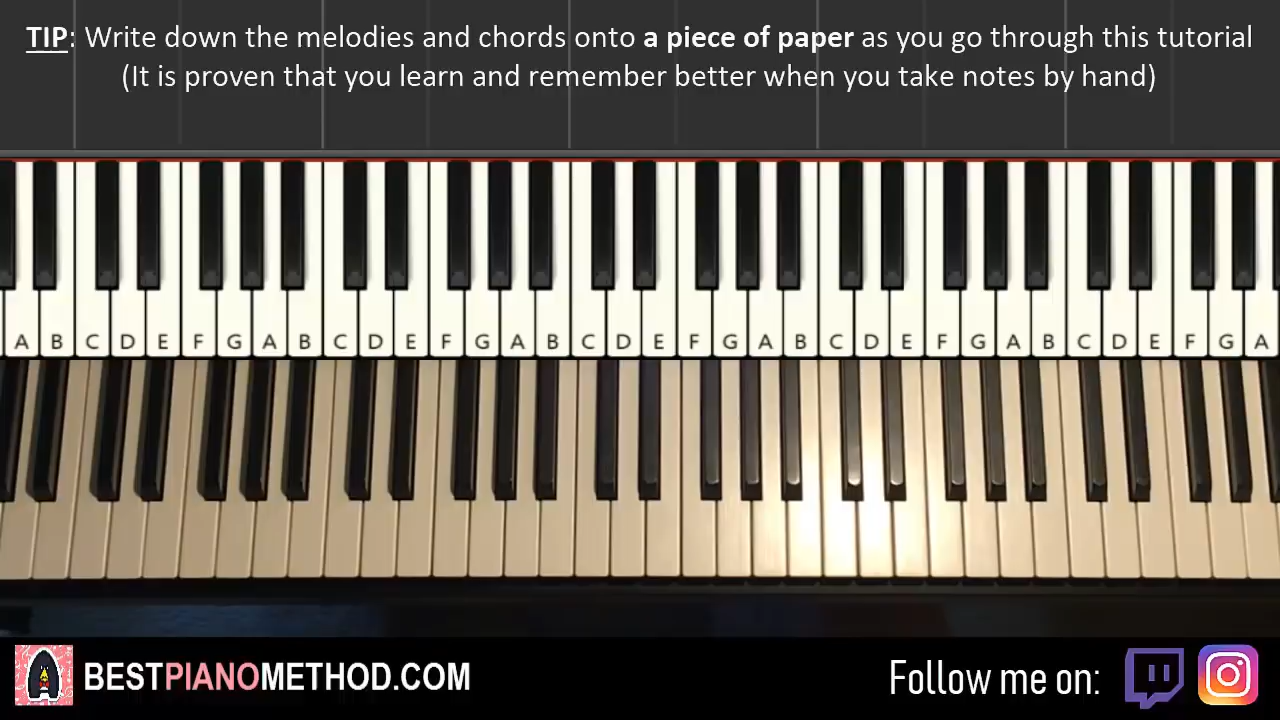 TIP: Write down the melodies and chords onto a piece of paper as you go through this tutorial
(It is proven that you learn and remember better when you take notes by hand)
A B C D E F G A B C D E F G A B C D E F G A B C D E F G A B C D E F G A
BESTPIANOMETHOD.COM
Follow me on: